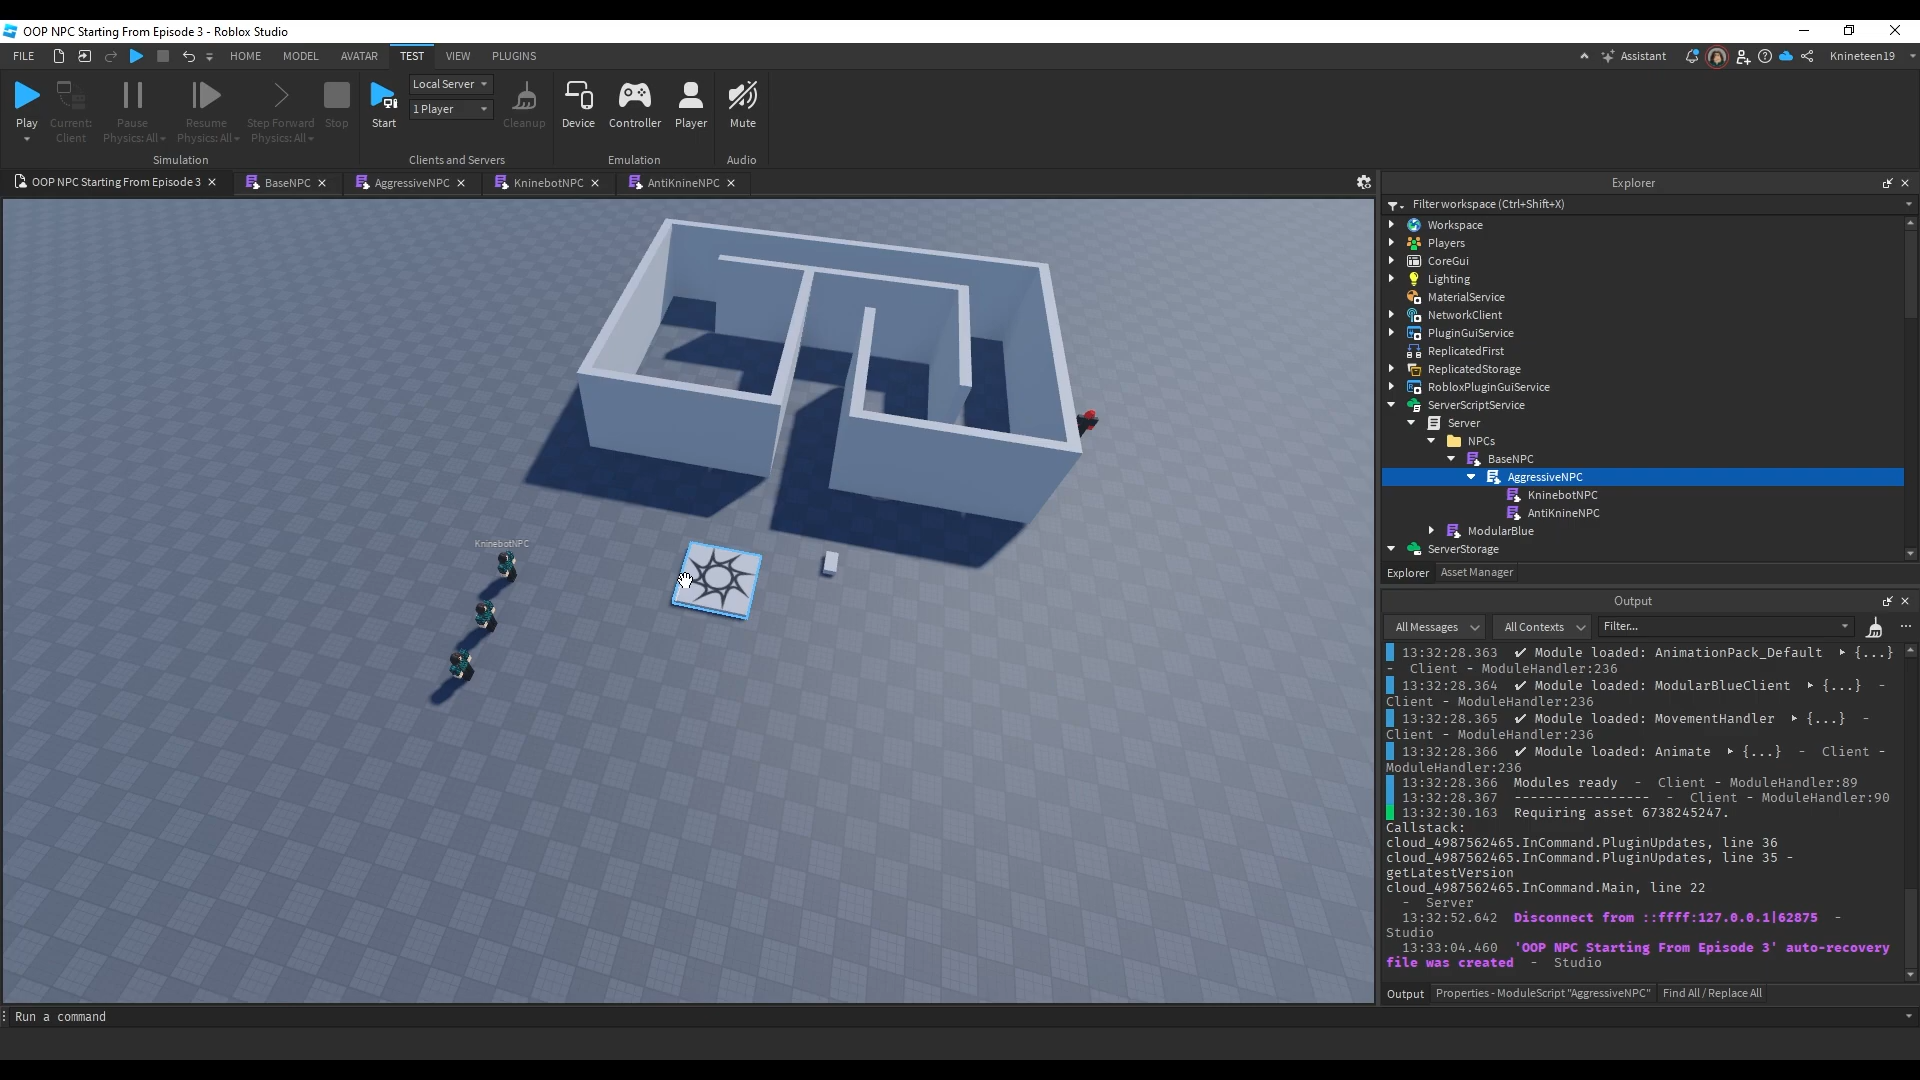 OOP NPC Starting From Episode 3 - Roblox Studio
FILE HOME MODEL AVATAR TEST VIEW PLUGINS Assistant Knineteen19
Play Current: Client Pause Physics: All Resume Physics: All Step Forward Physics: All Stop
Simulation
Start Local Server 1 Player Cleanup
Clients and Servers
Device Controller Player
Emulation
Mute
Audio
OOP NPC Starting From Episode 3 BaseNPC AggressiveNPC KninebotNPC AntiKnineNPC
KninebotNPC
Explorer
Filter workspace (Ctrl+Shift+X)
Workspace
Players
CoreGui
Lighting
MaterialService
NetworkClient
PluginGuiService
ReplicatedFirst
ReplicatedStorage
RobloxPluginGuiService
ServerScriptService
Server
NPCs
BaseNPC
AggressiveNPC
KninebotNPC
AntiKnineNPC
ModularBlue
ServerStorage
Explorer Asset Manager
Output
All Messages All Contexts Filter...
13:32:28.363 ✔ Module loaded: AnimationPack_Default ▶ {...}
- Client - ModuleHandler:236
13:32:28.364 ✔ Module loaded: ModularBlueClient ▶ {...} -
Client - ModuleHandler:236
13:32:28.365 ✔ Module loaded: MovementHandler ▶ {...} -
Client - ModuleHandler:236
13:32:28.366 ✔ Module loaded: Animate ▶ {...} - Client -
ModuleHandler:236
13:32:28.366 Modules ready - Client - ModuleHandler:89
13:32:28.367 ----------------- - Client - ModuleHandler:90
13:32:30.163 Requiring asset 6738245247.
Callstack:
cloud_4987562465.InCommand.PluginUpdates, line 36
cloud_4987562465.InCommand.PluginUpdates, line 35 -
getLatestVersion
cloud_4987562465.InCommand.Main, line 22
- Server
13:32:52.642 Disconnect from ::ffff:127.0.0.1|62875 -
Studio
13:33:04.460 'OOP NPC Starting From Episode 3' auto-recovery
file was created - Studio
Output Properties - ModuleScript "AggressiveNPC" Find All / Replace All
Run a command